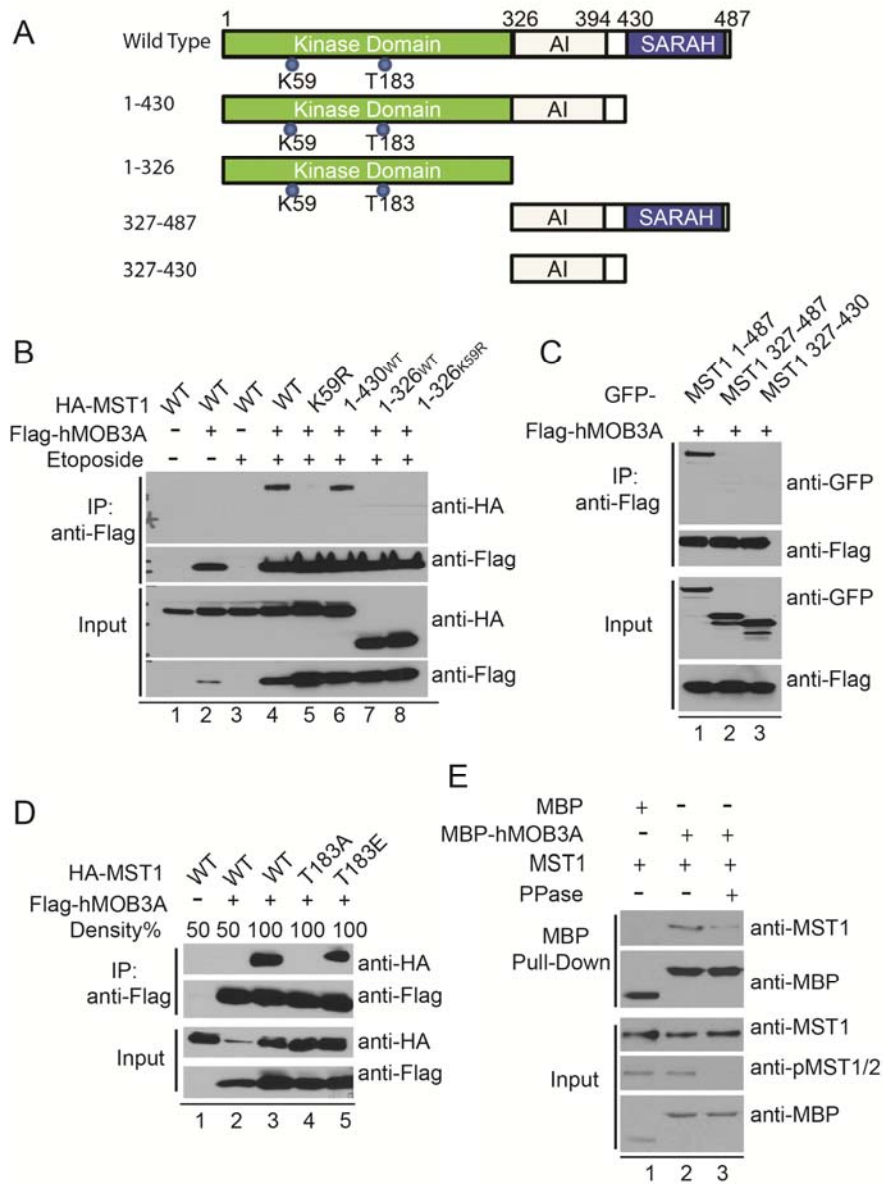 A
1 326 394 430 487
Wild Type Kinase Domain AI SARAH
K59 T183
1-430 Kinase Domain AI
K59 T183
1-326 Kinase Domain
K59 T183
327-487 AI SARAH
327-430 AI
B
HA-MST1 WT WT WT WT K59R 1-430WT 1-326WT 1-326K59R
Flag-hMOB3A - + - + + + + +
Etoposide - - + + + + + +
IP: anti-Flag
anti-HA
anti-Flag
Input
anti-HA
anti-Flag
1 2 3 4 5 6 7 8
C
GFP- MST1 1-487 MST1 327-487 MST1 327-430
Flag-hMOB3A + + +
IP: anti-Flag
anti-GFP
anti-Flag
Input
anti-GFP
anti-Flag
1 2 3
D
HA-MST1 WT WT WT T183A T183E
Flag-hMOB3A - + + + +
Density% 50 50 100 100 100
IP: anti-Flag
anti-HA
anti-Flag
Input
anti-HA
anti-Flag
1 2 3 4 5
E
MBP + - -
MBP-hMOB3A - + +
MST1 + + +
PPase - - +
MBP Pull-Down
anti-MST1
anti-MBP
Input
anti-MST1
anti-pMST1/2
anti-MBP
1 2 3